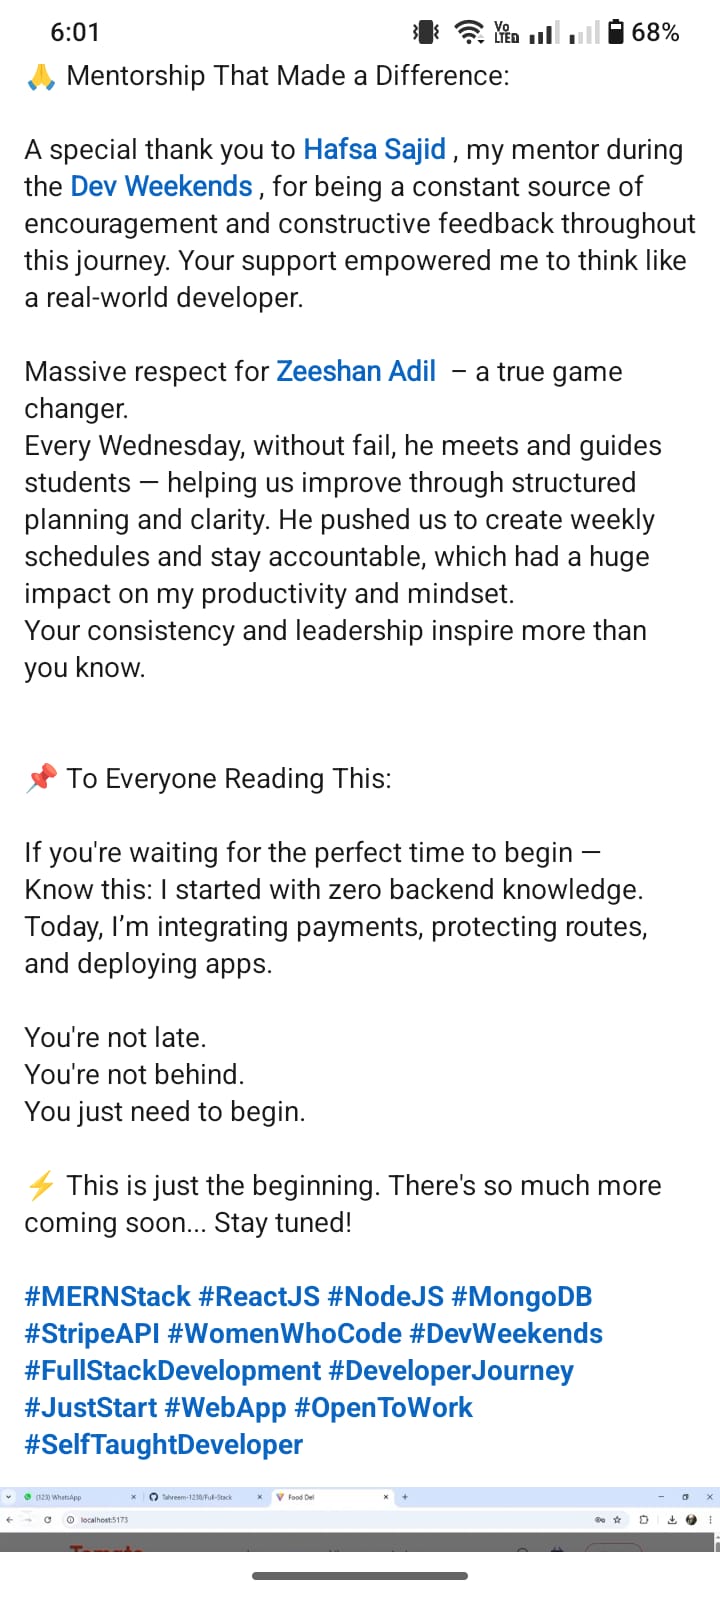 6:01
Vo
LTED
68%
🙏 Mentorship That Made a Difference:
A special thank you to Hafsa Sajid , my mentor during
the Dev Weekends , for being a constant source of
encouragement and constructive feedback throughout
this journey. Your support empowered me to think like
a real-world developer.
Massive respect for Zeeshan Adil – a true game
changer.
Every Wednesday, without fail, he meets and guides
students — helping us improve through structured
planning and clarity. He pushed us to create weekly
schedules and stay accountable, which had a huge
impact on my productivity and mindset.
Your consistency and leadership inspire more than
you know.
📌 To Everyone Reading This:
If you're waiting for the perfect time to begin —
Know this: I started with zero backend knowledge.
Today, I’m integrating payments, protecting routes,
and deploying apps.
You're not late.
You're not behind.
You just need to begin.
⚡ This is just the beginning. There's so much more
coming soon... Stay tuned!
#MERNStack #ReactJS #NodeJS #MongoDB
#StripeAPI #WomenWhoCode #DevWeekends
#FullStackDevelopment #DeveloperJourney
#JustStart #WebApp #OpenToWork
#SelfTaughtDeveloper
(123) WhatsApp Tahreem-1238/Full-Stack Food Del
localhost:5173